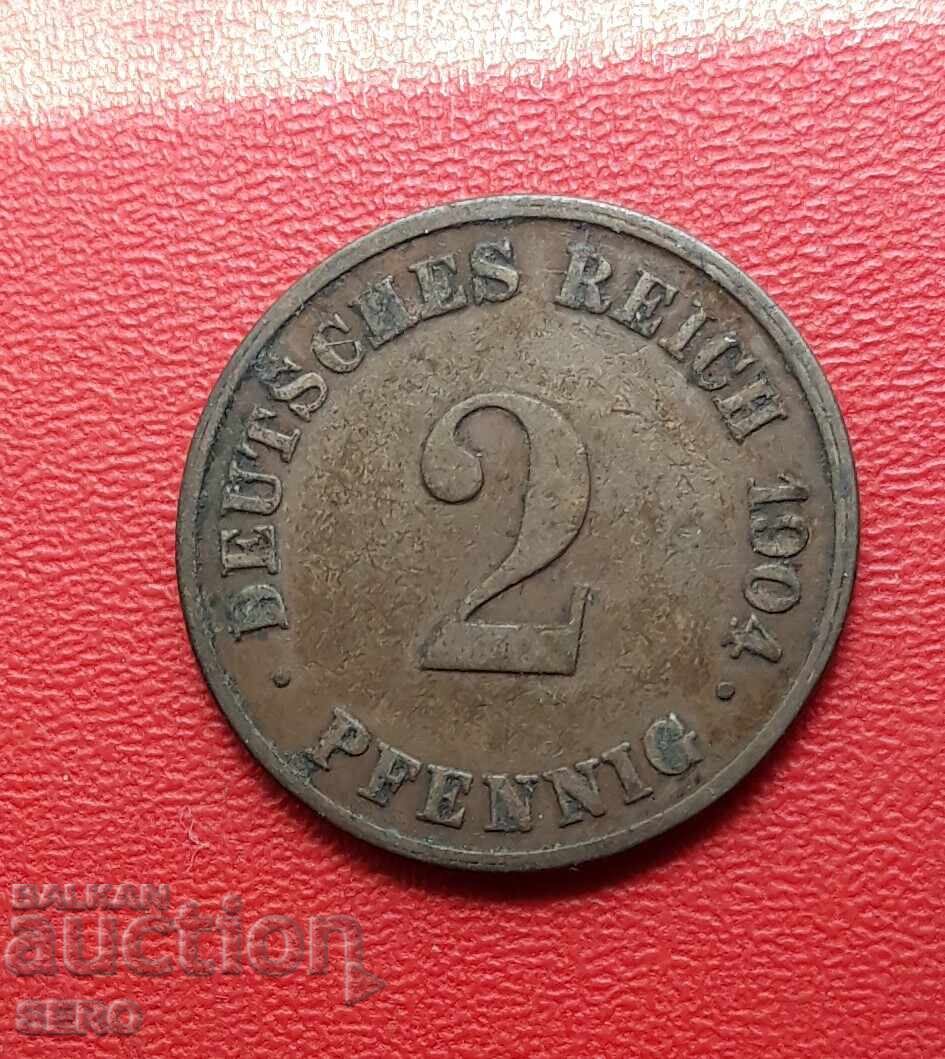 DEUTSCHES REICH 1904
2
PFENNIG
BALKAN
auction
SERO